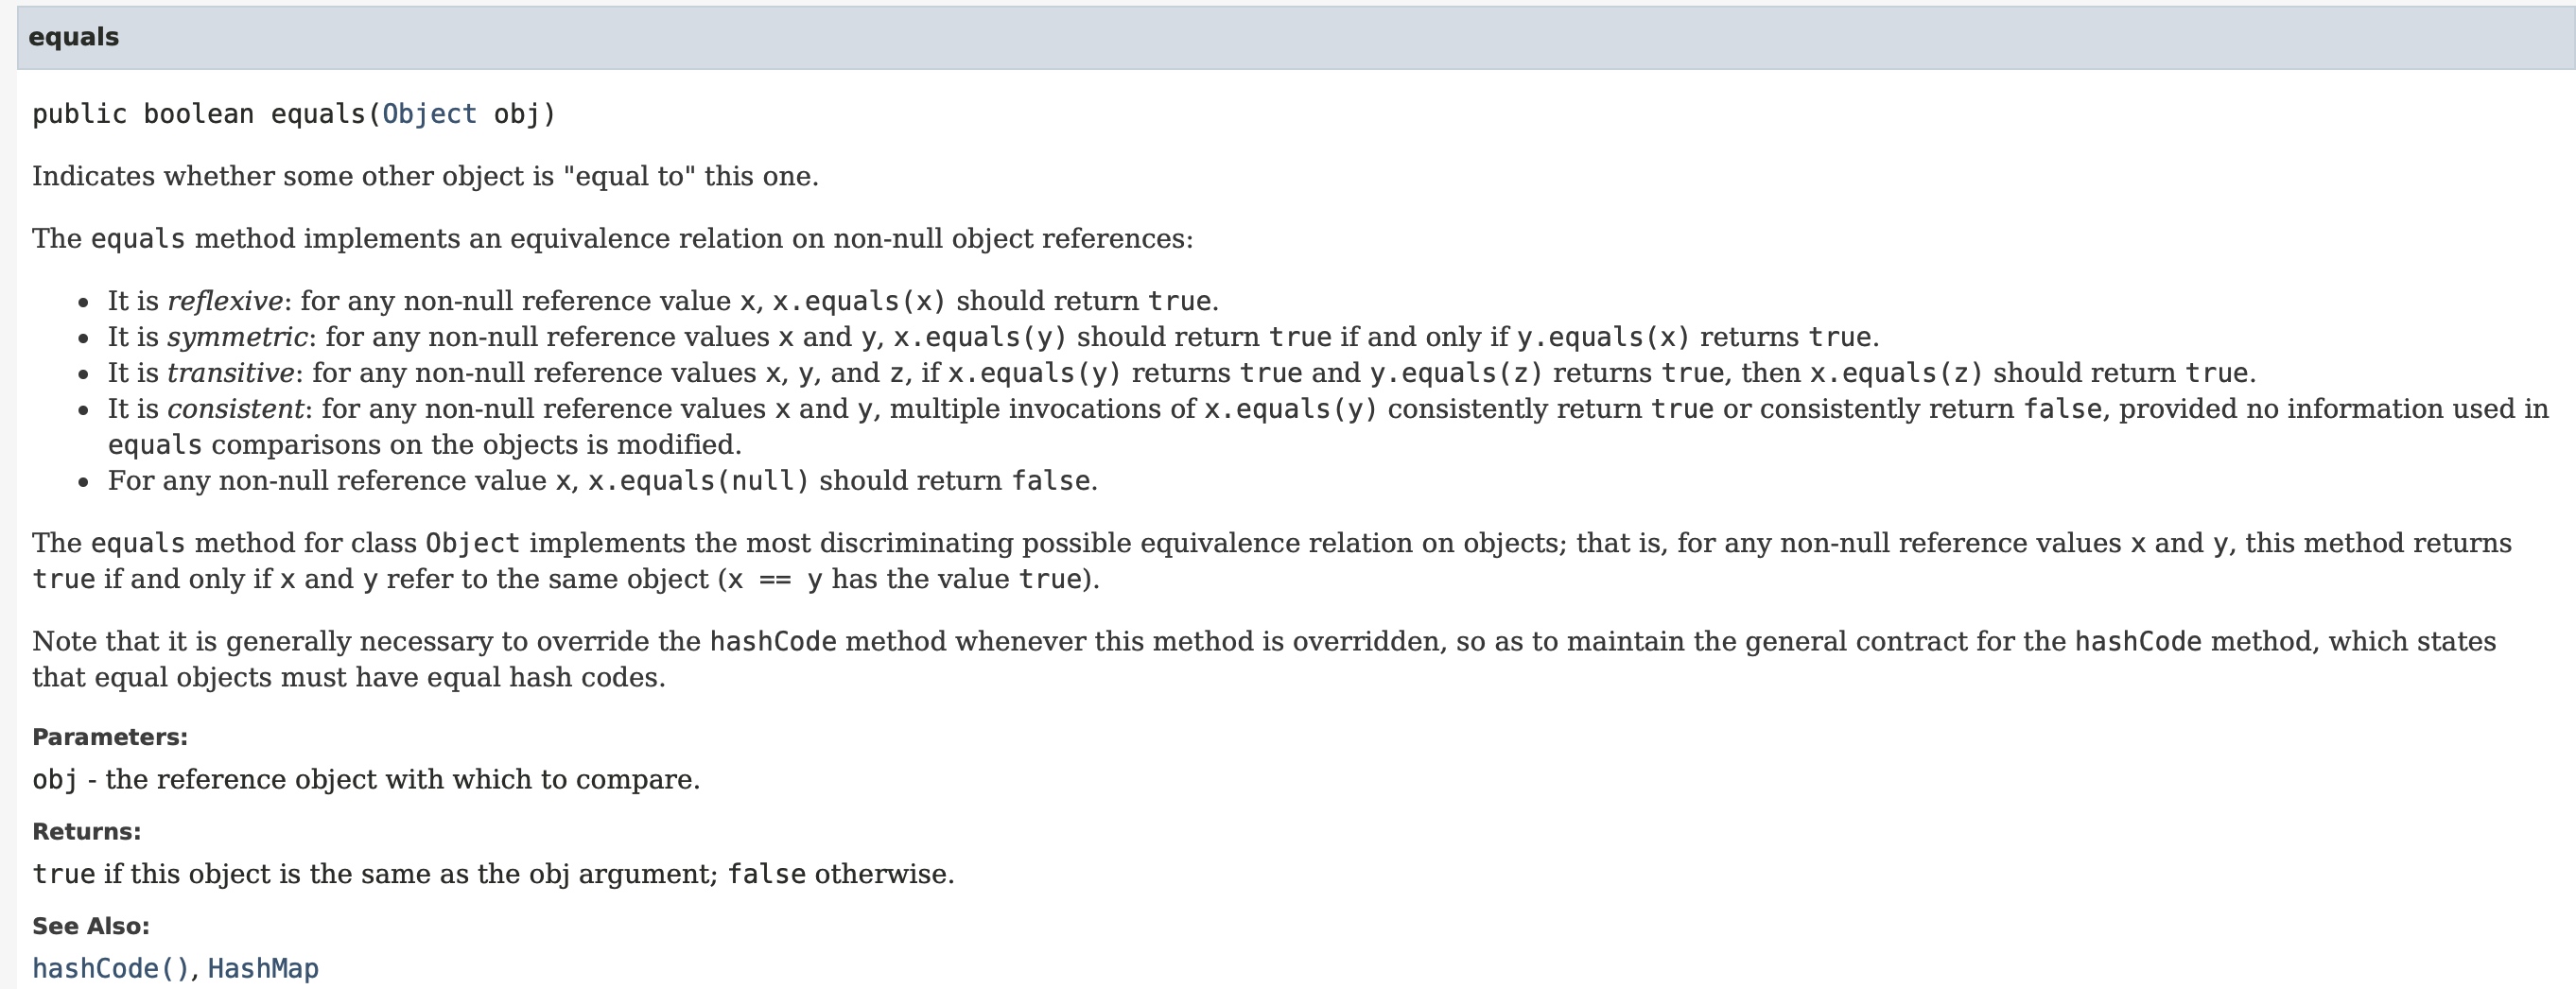 equals
public boolean equals(Object obj)
Indicates whether some other object is "equal to" this one.
The equals method implements an equivalence relation on non-null object references:
• It is reflexive: for any non-null reference value x, x.equals(x) should return true.
• It is symmetric: for any non-null reference values x and y, x.equals(y) should return true if and only if y.equals(x) returns true.
• It is transitive: for any non-null reference values x, y, and z, if x.equals(y) returns true and y.equals(z) returns true, then x.equals(z) should return true.
• It is consistent: for any non-null reference values x and y, multiple invocations of x.equals(y) consistently return true or consistently return false, provided no information used in
equals comparisons on the objects is modified.
• For any non-null reference value x, x.equals(null) should return false.
The equals method for class Object implements the most discriminating possible equivalence relation on objects; that is, for any non-null reference values x and y, this method returns
true if and only if x and y refer to the same object (x == y has the value true).
Note that it is generally necessary to override the hashCode method whenever this method is overridden, so as to maintain the general contract for the hashCode method, which states
that equal objects must have equal hash codes.
Parameters:
obj - the reference object with which to compare.
Returns:
true if this object is the same as the obj argument; false otherwise.
See Also:
hashCode(), HashMap